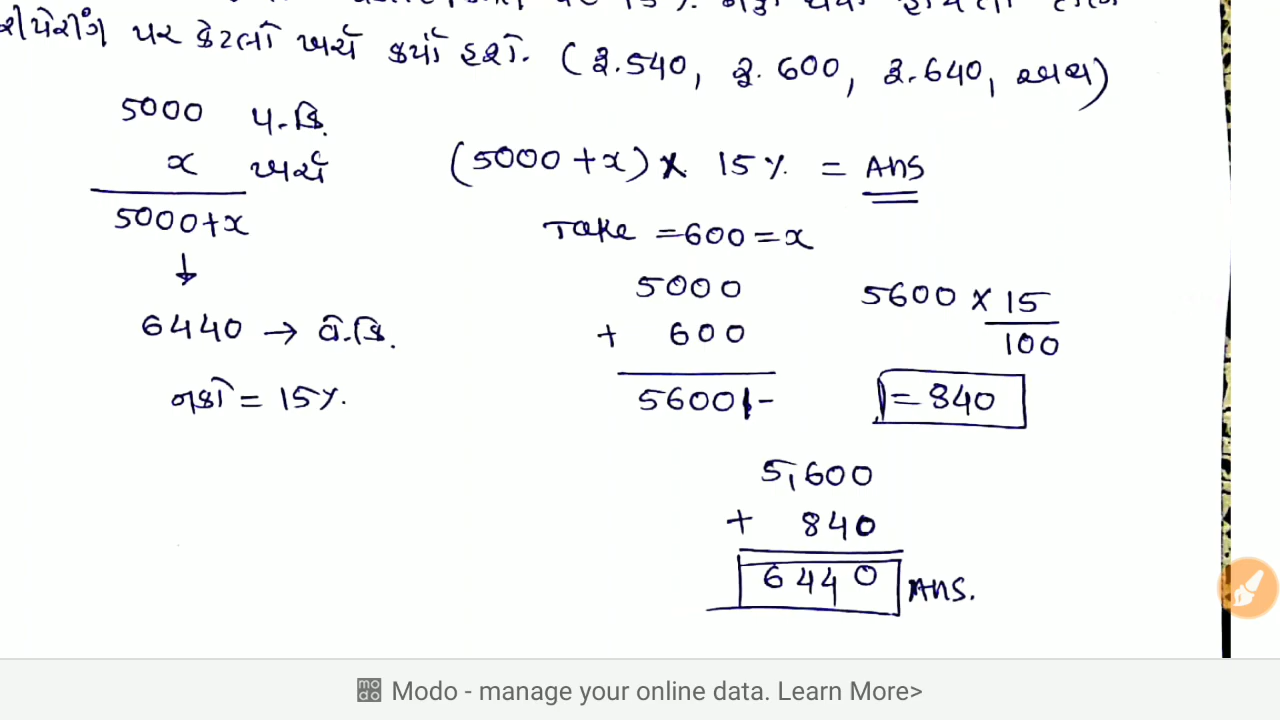 15 %
રીપેરીંગ પર કેટલો ખર્ચ કર્યો હશે. (રૂ.540, રૂ. 600, રૂ.640, અન્ય)
5000 પ.કિ.
x ખર્ચ
5000+x
↓
6440 → વે.કિ.
નફો = 15%.
(5000+x) x 15% = Ans
Take =600=x
5000
+ 600
5600/-
5600 x 15
100
= 840
5,600
+ 840
6440 Ans.
Modo - manage your online data. Learn More>